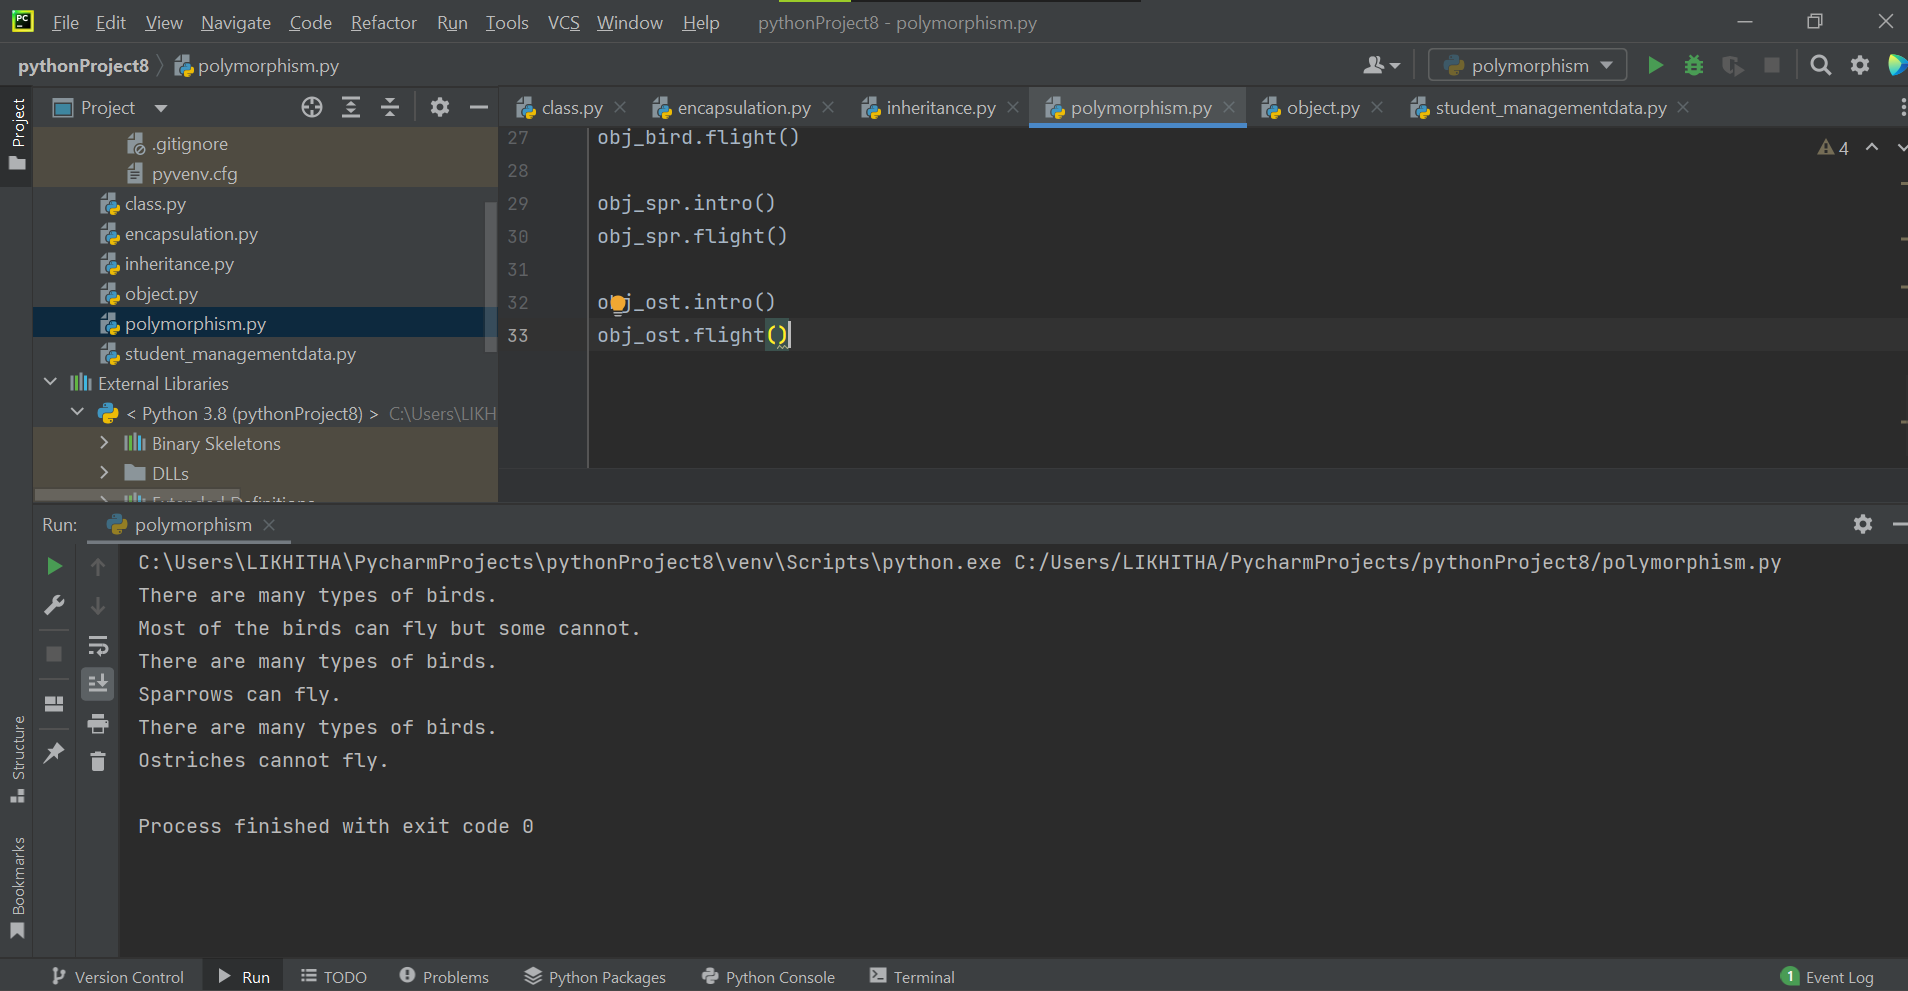 PC File Edit View Navigate Code Refactor Run Tools VCS Window Help pythonProject8 - polymorphism.py
pythonProject8 polymorphism.py polymorphism
Project
Project
class.py encapsulation.py inheritance.py polymorphism.py object.py student_managementdata.py
.gitignore
pyvenv.cfg
class.py
encapsulation.py
inheritance.py
object.py
polymorphism.py
student_managementdata.py
External Libraries
< Python 3.8 (pythonProject8) > C:\Users\LIKH
Binary Skeletons
DLLs
Extended Definitions
27 obj_bird.flight()
28
29 obj_spr.intro()
30 obj_spr.flight()
31
32 obj_ost.intro()
33 obj_ost.flight()
4
Run: polymorphism
C:\Users\LIKHITHA\PycharmProjects\pythonProject8\venv\Scripts\python.exe C:/Users/LIKHITHA/PycharmProjects/pythonProject8/polymorphism.py
There are many types of birds.
Most of the birds can fly but some cannot.
There are many types of birds.
Sparrows can fly.
There are many types of birds.
Ostriches cannot fly.
Process finished with exit code 0
Structure
Bookmarks
Version Control Run TODO Problems Python Packages Python Console Terminal 1 Event Log